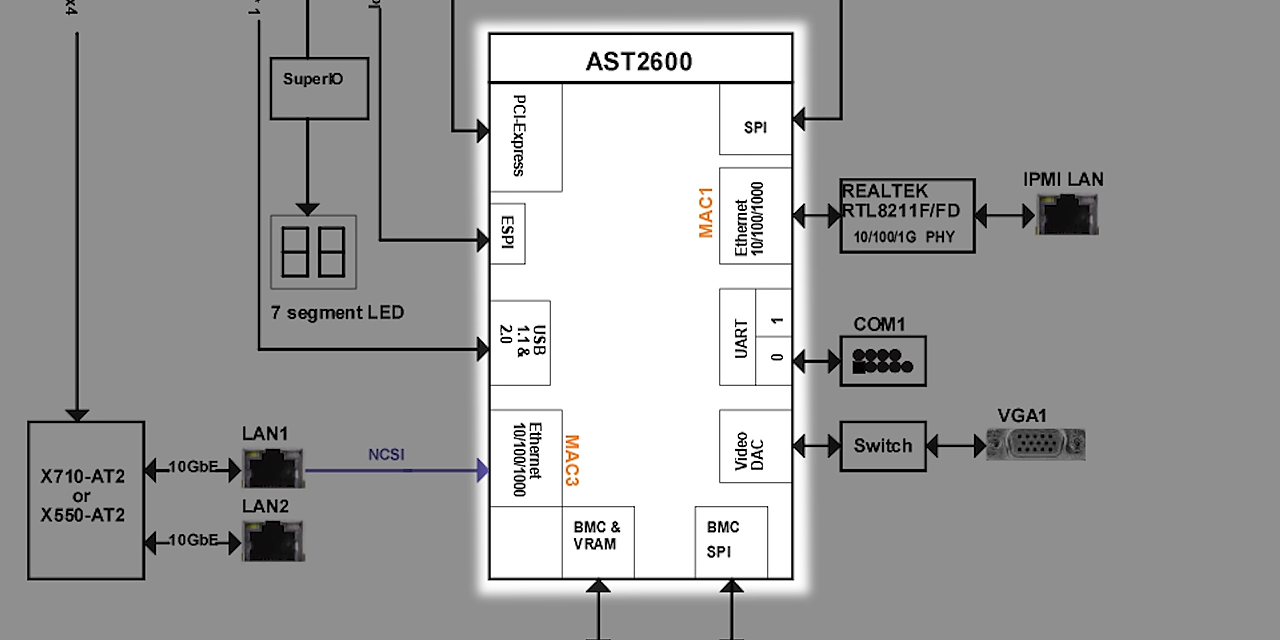 x4
* 1
AST2600
SuperIO
PCI-Express
SPI
MAC1
Ethernet
10/100/1000
REALTEK
RTL8211F/FD
10/100/1G PHY
IPMI LAN
ESPI
7 segment LED
USB
1.1 &
2.0
UART
1
0
COM1
LAN1
10GbE
NCSI
Ethernet
10/100/1000
MAC3
Video
DAC
Switch
VGA1
X710-AT2
or
X550-AT2
LAN2
10GbE
BMC &
VRAM
BMC
SPI